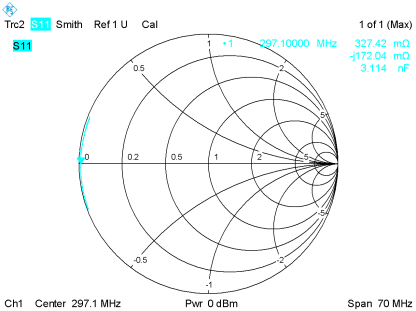 Trc2 S11 Smith Ref 1 U Cal 1 of 1 (Max)
S11
•1 297.10000 MHz 327.42 mΩ
-j172.04 mΩ
3.114 nF
1
0.5 2
5
0 0.2 0.5 1 2 5
-5
-0.5 -2
-1
Ch1 Center 297.1 MHz Pwr 0 dBm Span 70 MHz